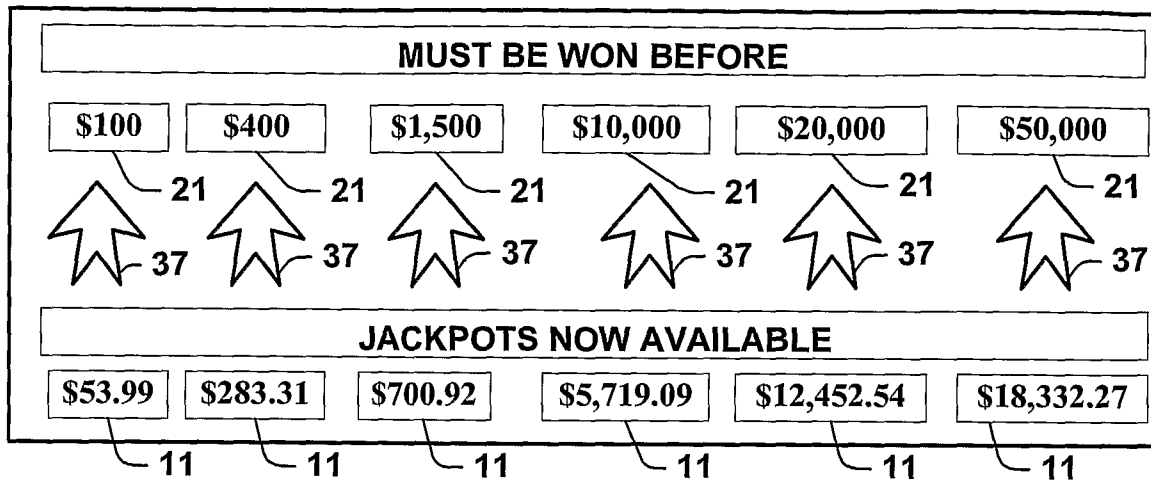 MUST BE WON BEFORE
$100 $400 $1,500 $10,000 $20,000 $50,000
21 21 21 21 21 21
37 37 37 37 37 37
JACKPOTS NOW AVAILABLE
$53.99 $283.31 $700.92 $5,719.09 $12,452.54 $18,332.27
11 11 11 11 11 11